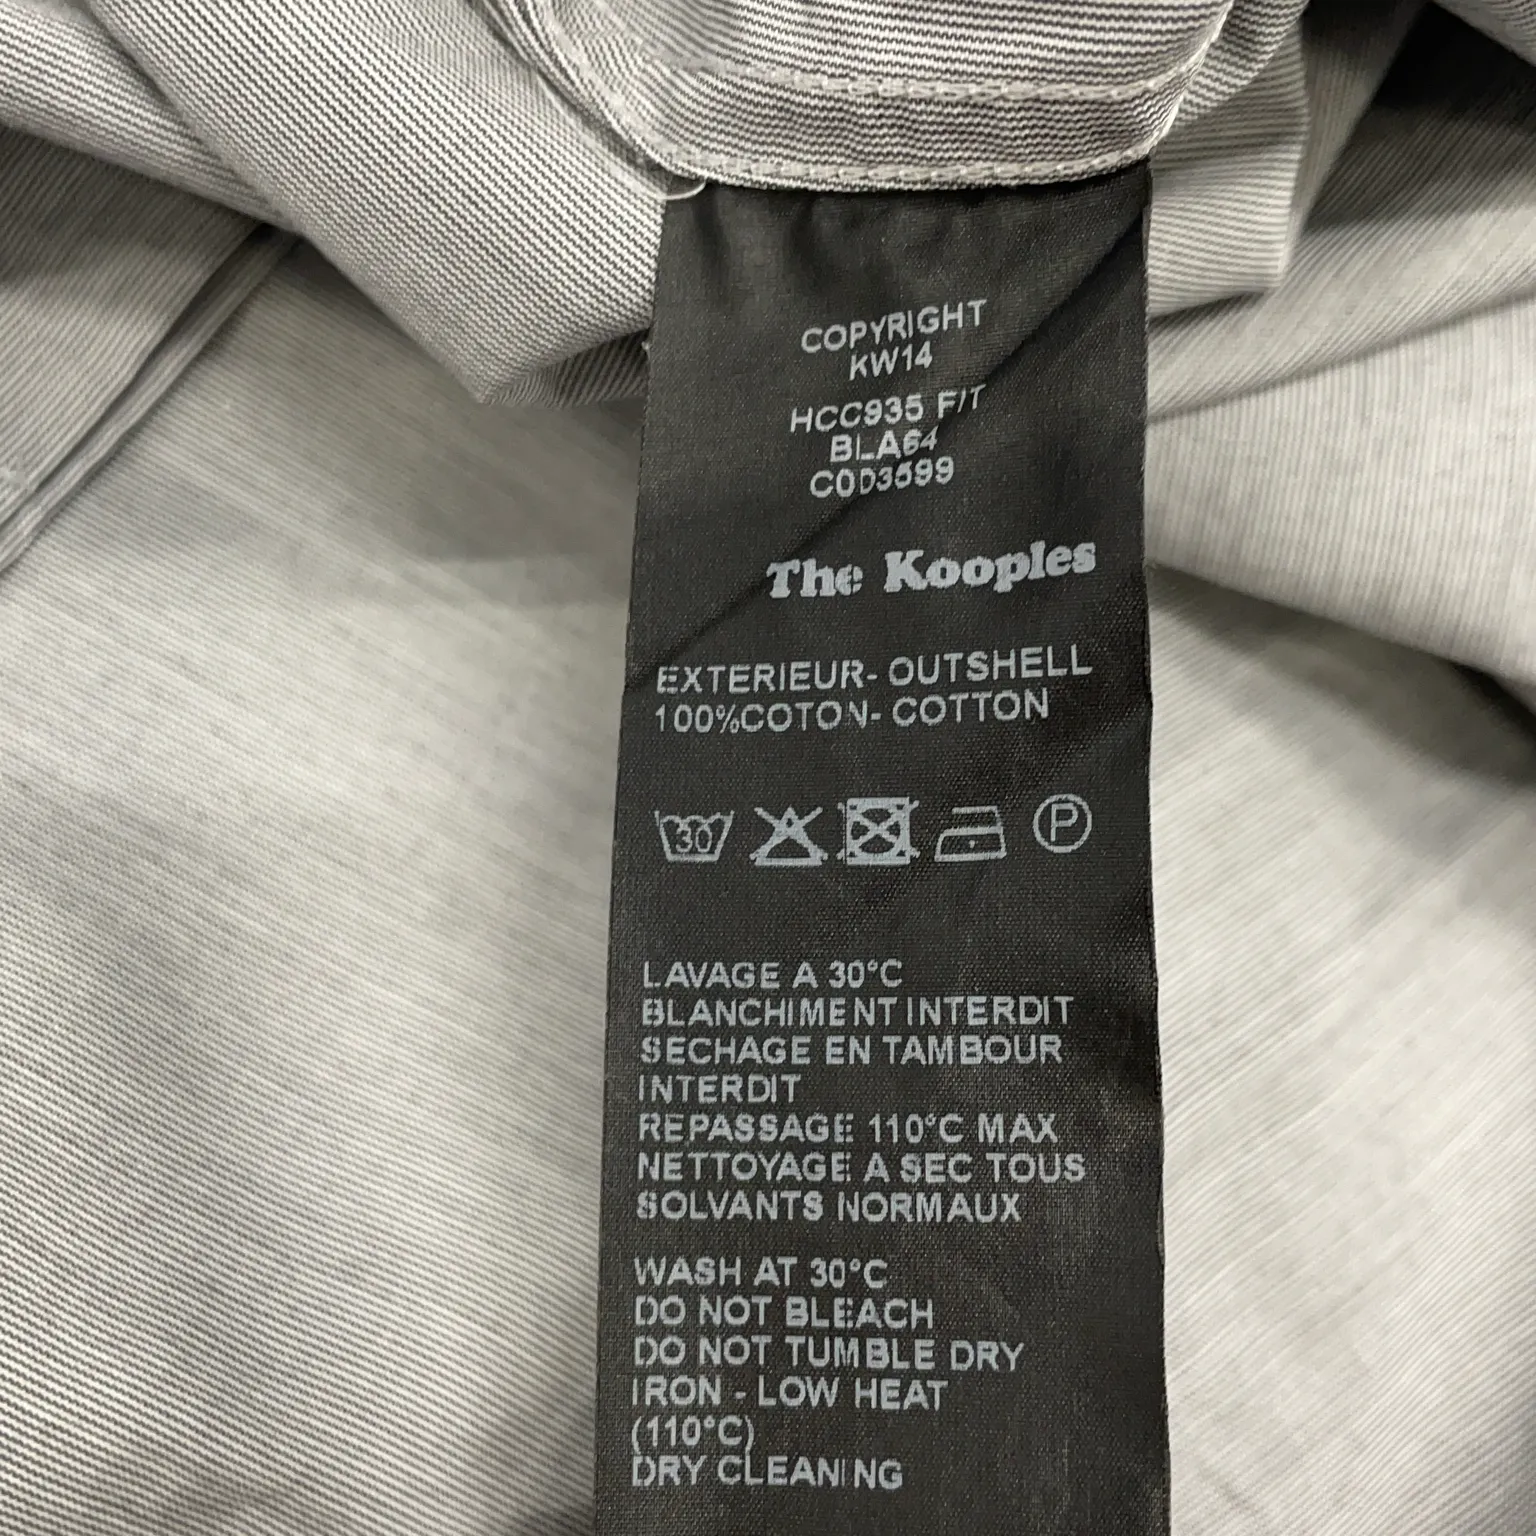 COPYRIGHT
KW14
HCC935 F/T
BLA64
C0D3599
The Kooples
EXTERIEUR- OUTSHELL
100%COTON- COTTON
30
P
LAVAGE A 30°C
BLANCHIMENT INTERDIT
SECHAGE EN TAMBOUR
INTERDIT
REPASSAGE 110°C MAX
NETTOYAGE A SEC TOUS
SOLVANTS NORMAUX
WASH AT 30°C
DO NOT BLEACH
DO NOT TUMBLE DRY
IRON - LOW HEAT
(110°C)
DRY CLEANING